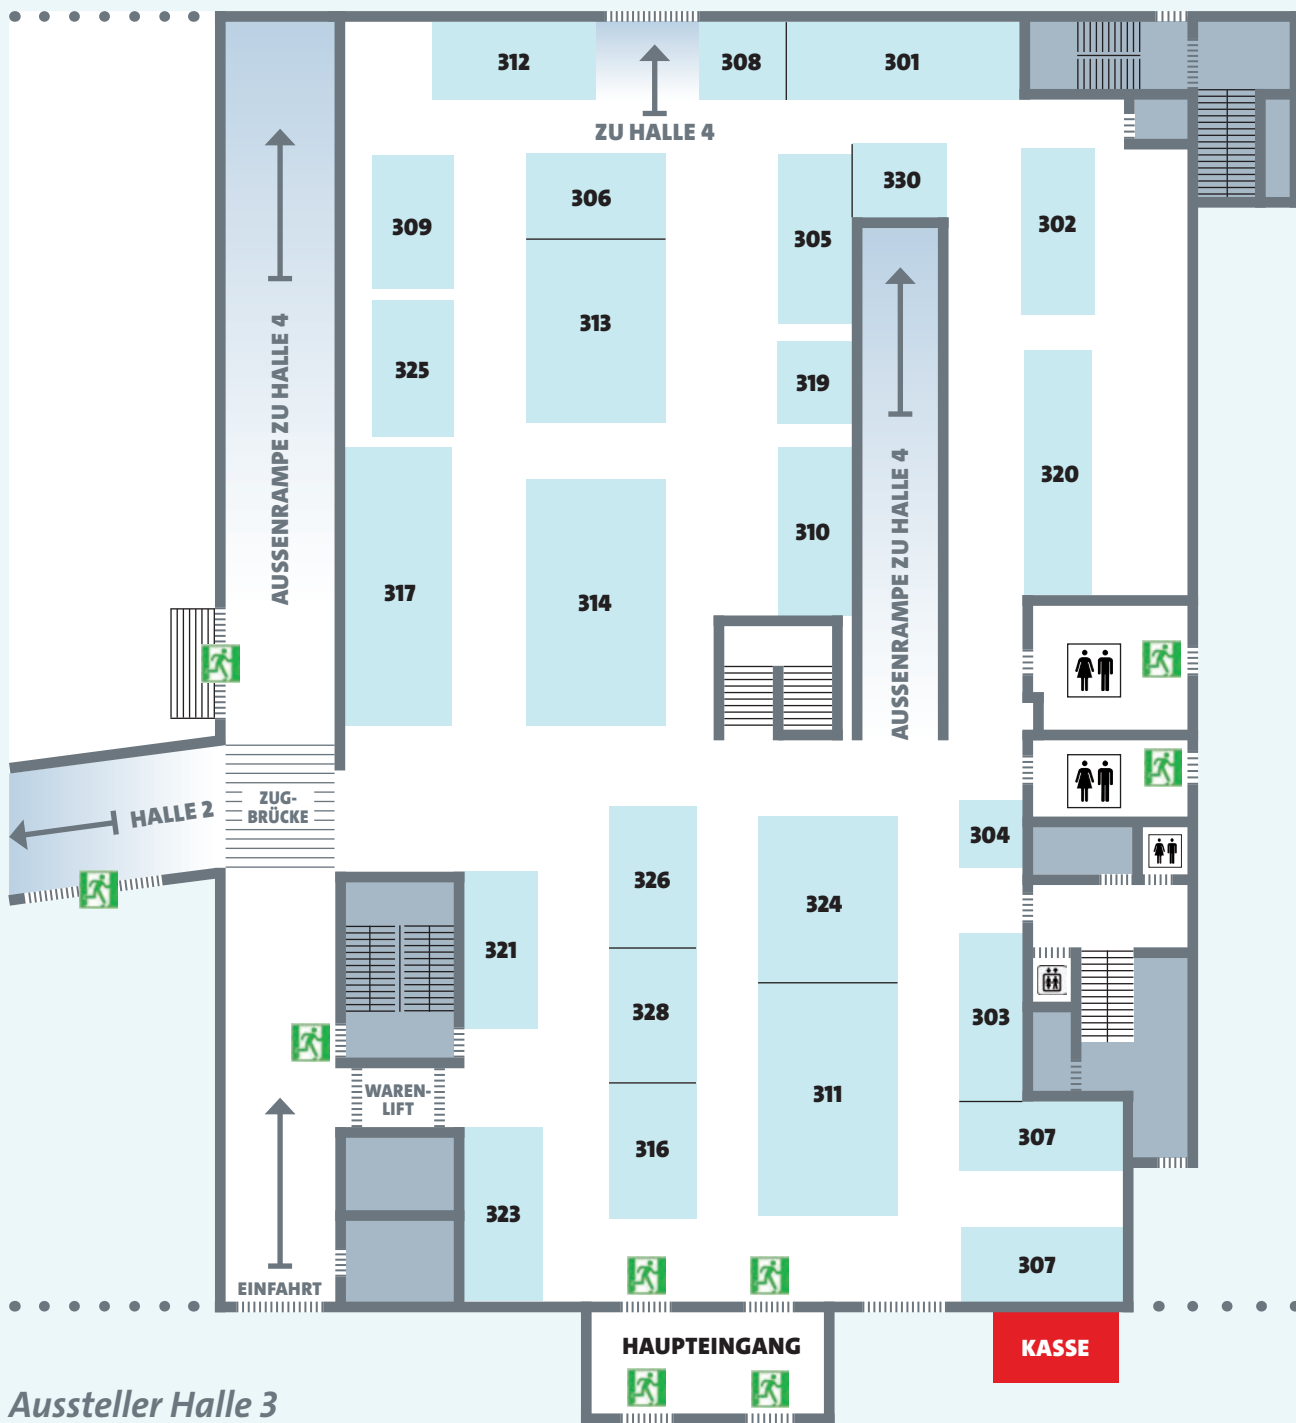 312
308
301
ZU HALLE 4
330
306
302
309
305
313
325
319
AUSSENRAMPE ZU HALLE 4
320
310
AUSSENRAMPE ZU HALLE 4
317
314
HALLE 2
ZUG-
BRÜCKE
304
326
324
321
328
303
WAREN-
LIFT
311
307
316
323
307
EINFAHRT
HAUPTEINGANG
KASSE
Aussteller Halle 3